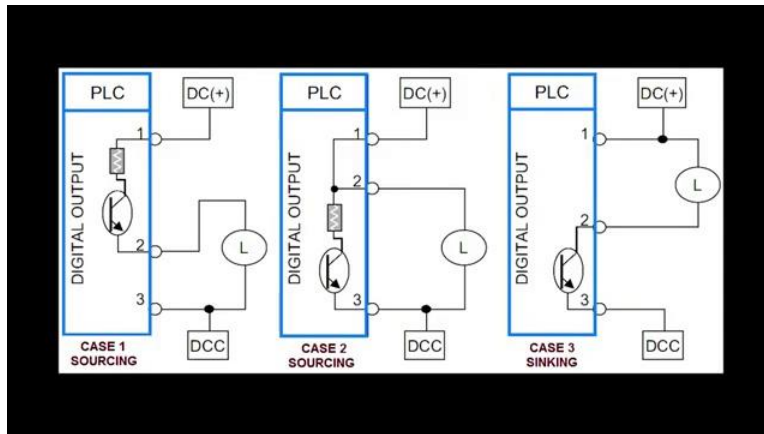 PLC
DC(+)
1
DIGITAL OUTPUT
2
L
3
DCC
CASE 1
SOURCING
PLC
DC(+)
1
2
DIGITAL OUTPUT
L
3
DCC
CASE 2
SOURCING
PLC
DC(+)
1
L
DIGITAL OUTPUT
2
3
DCC
CASE 3
SINKING